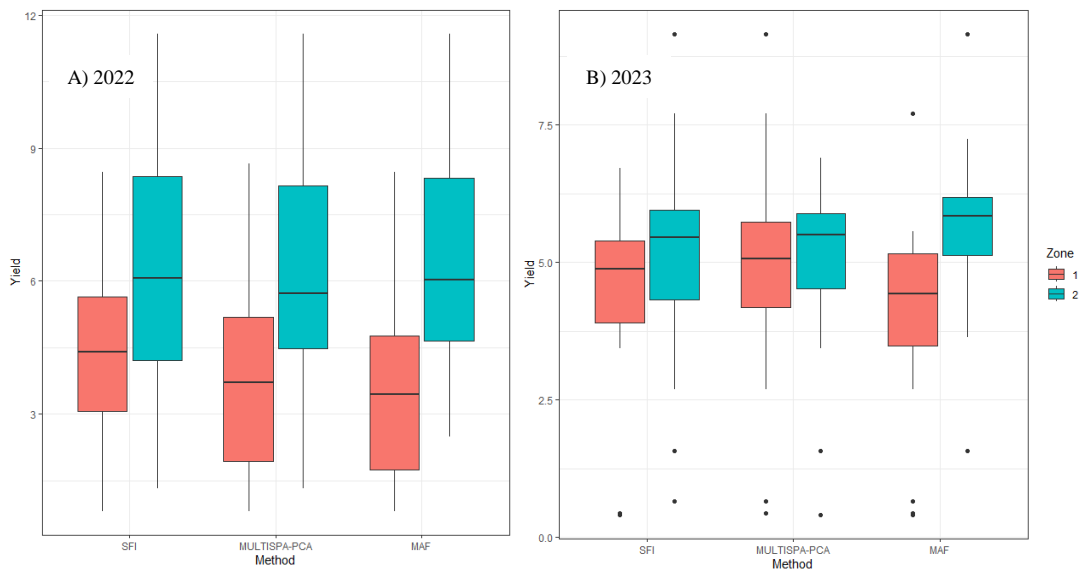 A) 2022
12
9
6
3
Yield
SFI
MULTISPA-PCA
MAF
Method
B) 2023
7.5
5.0
2.5
0.0
Yield
SFI
MULTISPA-PCA
MAF
Method
Zone
1
2